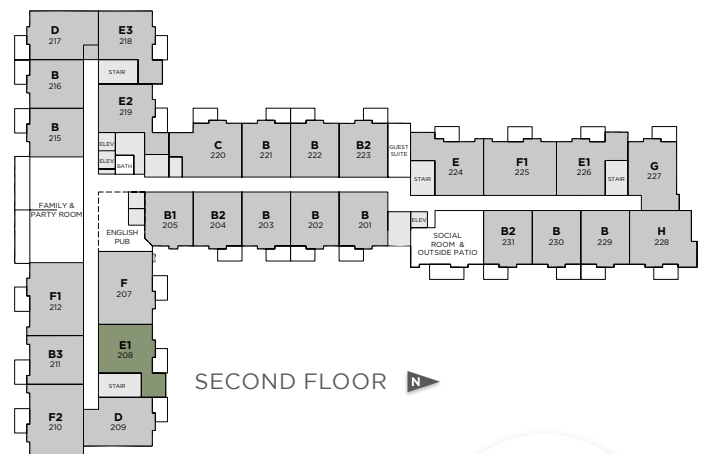 D
217
E3
218
STAIR
B
216
E2
219
B
215
ELEV
ELEV
BATH
C
220
B
221
B
222
B2
223
GUEST
SUITE
E
224
STAIR
F1
225
E1
226
STAIR
G
227
FAMILY &
PARTY ROOM
ENGLISH
PUB
B1
205
B2
204
B
203
B
202
B
201
ELEV
SOCIAL
ROOM &
OUTSIDE PATIO
B2
231
B
230
B
229
H
228
F
207
F1
212
E1
208
B3
211
STAIR
F2
210
D
209
SECOND FLOOR
N